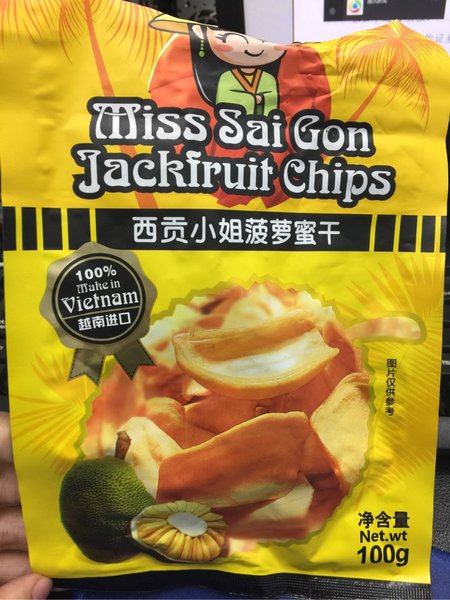 Miss Sai Gon
Jackfruit Chips
西贡小姐菠萝蜜干
100%
Make in
Vietnam
越南进口
图片仅供参考
净含量
Net.wt
100g